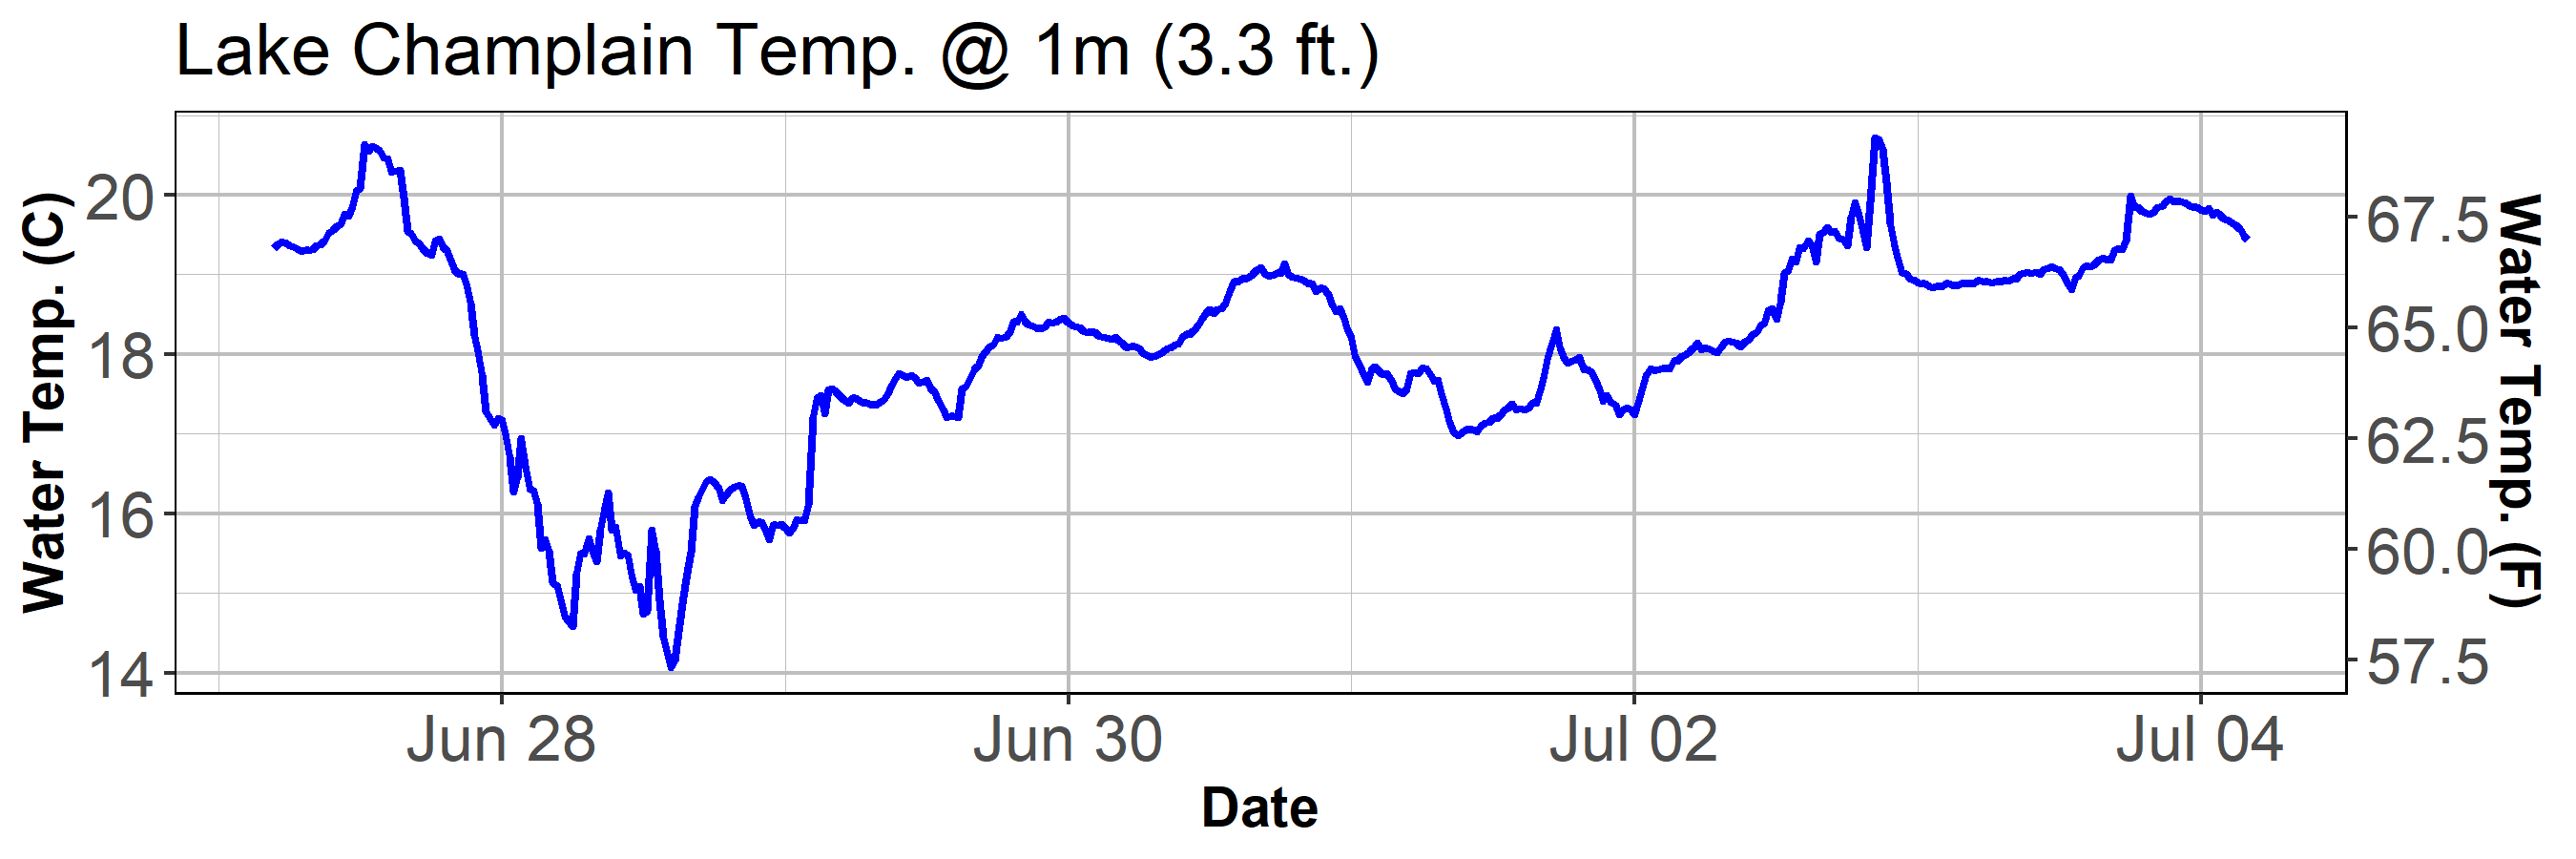 Lake Champlain Temp. @ 1m (3.3 ft.)
Water Temp. (C)
20
18
16
14
67.5
65.0
62.5
60.0
57.5
Water Temp. (F)
Jun 28 Jun 30 Jul 02 Jul 04
Date